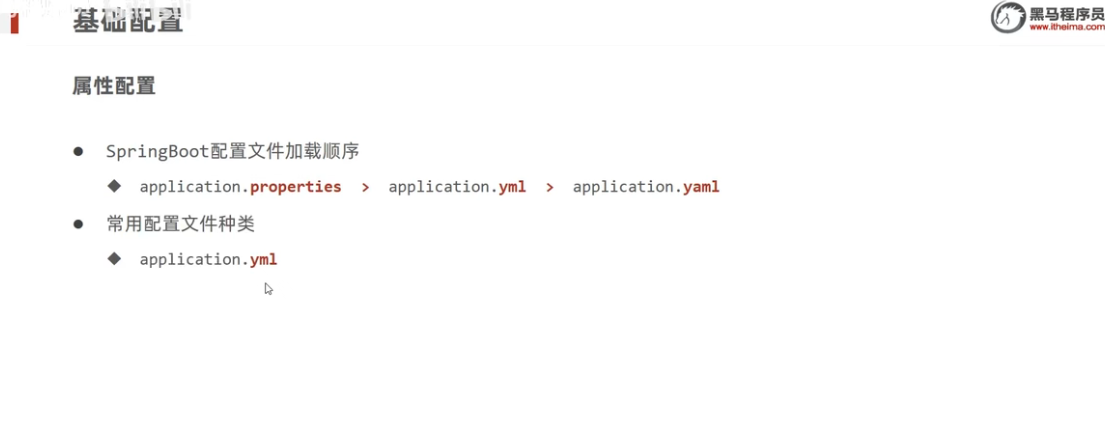 基础配置
黑马程序员
www.itheima.com
属性配置
SpringBoot配置文件加载顺序
application.properties > application.yml > application.yaml
常用配置文件种类
application.yml